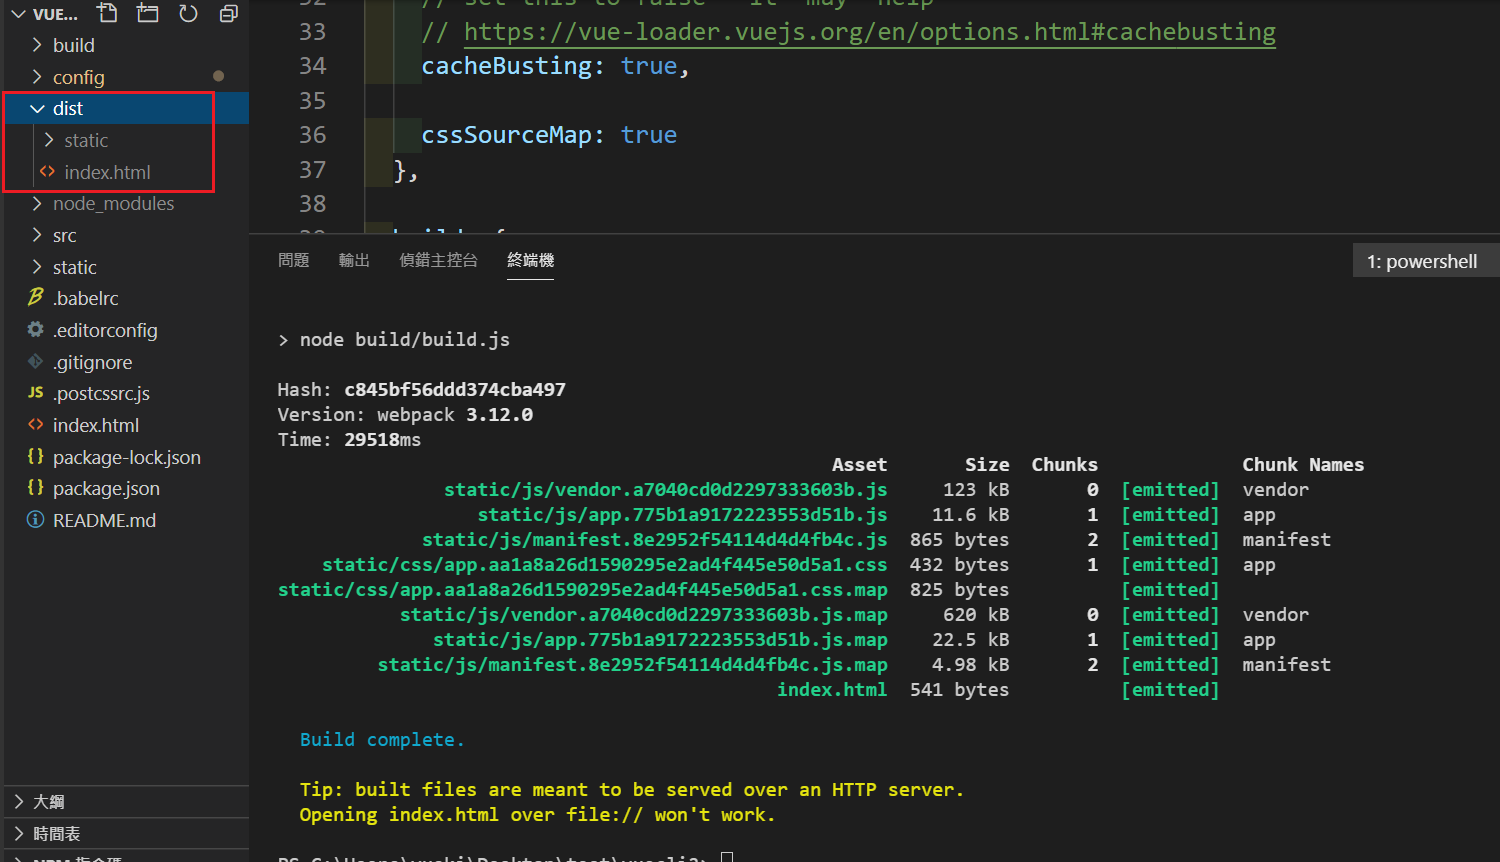 VUE...
build
config
dist
static
index.html
node_modules
src
static
.babelrc
.editorconfig
.gitignore
JS .postcssrc.js
index.html
{} package-lock.json
{} package.json
README.md
大綱
時間表
33 // https://vue-loader.vuejs.org/en/options.html#cachebusting
34 cacheBusting: true,
35
36 cssSourceMap: true
37 },
38
問題 輸出 偵錯主控台 終端機 1: powershell
> node build/build.js
Hash: c845bf56ddd374cba497
Version: webpack 3.12.0
Time: 29518ms
Asset Size Chunks Chunk Names
static/js/vendor.a7040cd0d2297333603b.js 123 kB 0 [emitted] vendor
static/js/app.775b1a9172223553d51b.js 11.6 kB 1 [emitted] app
static/js/manifest.8e2952f54114d4d4fb4c.js 865 bytes 2 [emitted] manifest
static/css/app.aa1a8a26d1590295e2ad4f445e50d5a1.css 432 bytes 1 [emitted] app
static/css/app.aa1a8a26d1590295e2ad4f445e50d5a1.css.map 825 bytes [emitted]
static/js/vendor.a7040cd0d2297333603b.js.map 620 kB 0 [emitted] vendor
static/js/app.775b1a9172223553d51b.js.map 22.5 kB 1 [emitted] app
static/js/manifest.8e2952f54114d4d4fb4c.js.map 4.98 kB 2 [emitted] manifest
index.html 541 bytes [emitted]
Build complete.
Tip: built files are meant to be served over an HTTP server.
Opening index.html over file:// won't work.